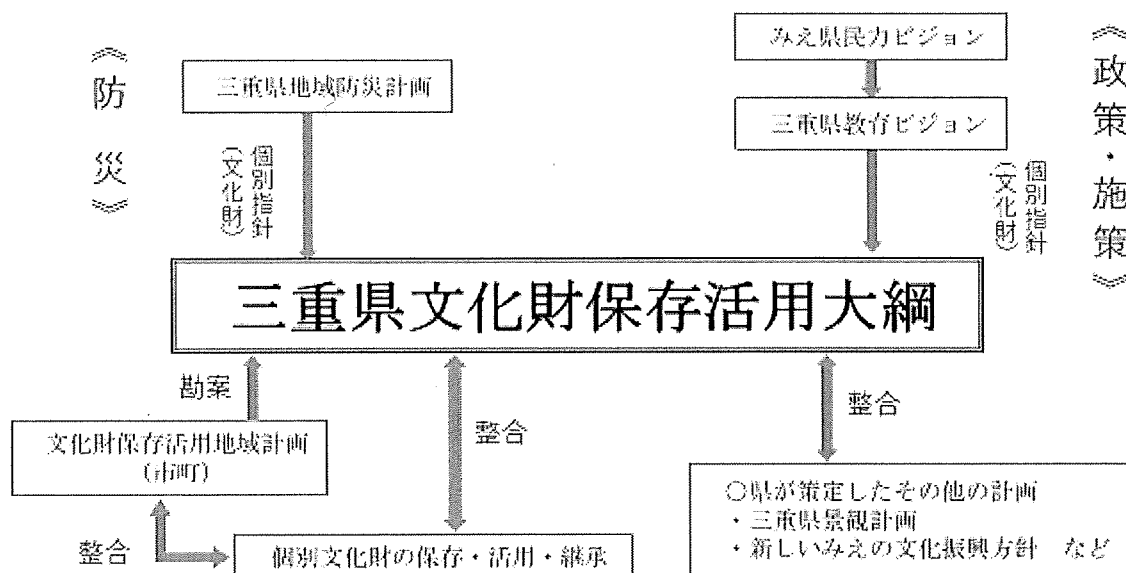 《防災》
三重県地域防災計画
個別指針
(文化財)
みえ県民力ビジョン
三重県教育ビジョン
個別指針
(文化財)
《政策・施策》
三重県文化財保存活用大綱
勘案
整合
整合
文化財保存活用地域計画
(市町)
整合
個別文化財の保存・活用・継承
○県が策定したその他の計画
・三重県景観計画
・新しいみえの文化振興方針　など